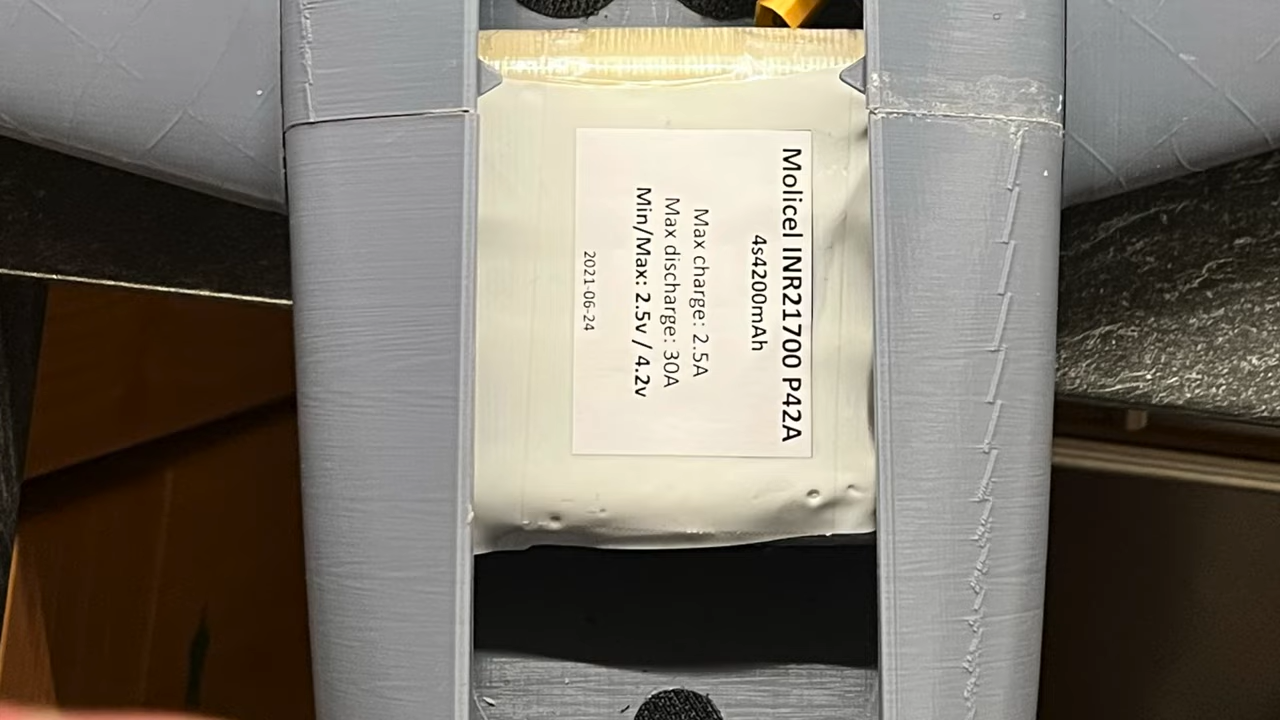 Molicel INR21700 P42A
4s4200mAh
Max charge: 2.5A
Max discharge: 30A
Min/Max: 2.5v / 4.2v
2021-06-24